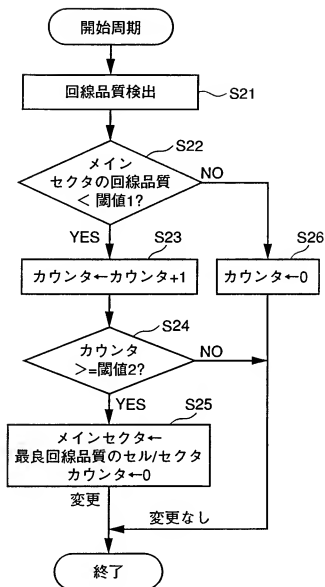 開始周期
回線品質検出
S21
S22
メイン
セクタの回線品質
< 閾値1?
NO
YES
S23
S26
カウンタ←カウンタ+1
カウンタ←0
S24
カウンタ
>=閾値2?
NO
YES
S25
メインセクタ←
最良回線品質のセル/セクタ
カウンタ←0
変更
変更なし
終了